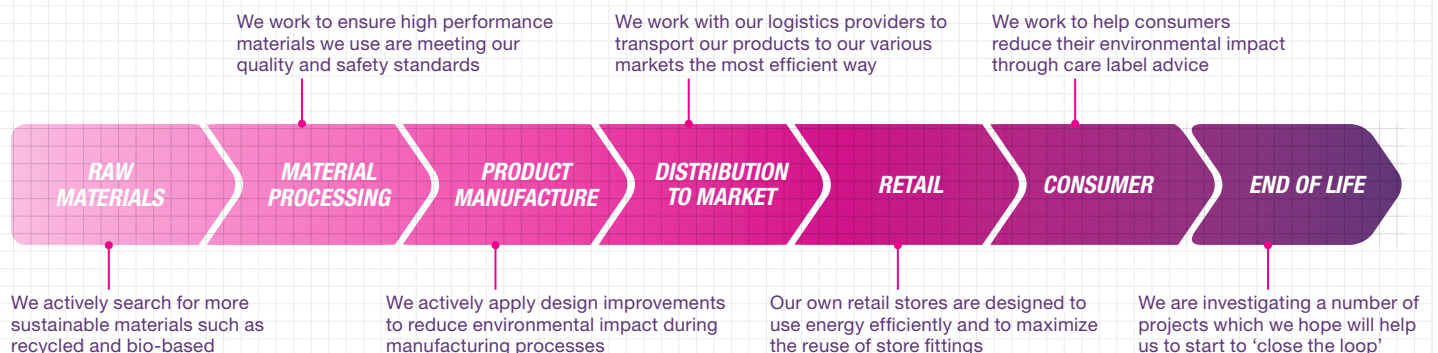 We work to ensure high performance
materials we use are meeting our
quality and safety standards
We work with our logistics providers to
transport our products to our various
markets the most efficient way
We work to help consumers
reduce their environmental impact
through care label advice
RAW
MATERIALS
MATERIAL
PROCESSING
PRODUCT
MANUFACTURE
DISTRIBUTION
TO MARKET
RETAIL
CONSUMER
END OF LIFE
We actively search for more
sustainable materials such as
recycled and bio-based
We actively apply design improvements
to reduce environmental impact during
manufacturing processes
Our own retail stores are designed to
use energy efficiently and to maximize
the reuse of store fittings
We are investigating a number of
projects which we hope will help
us to start to ‘close the loop’